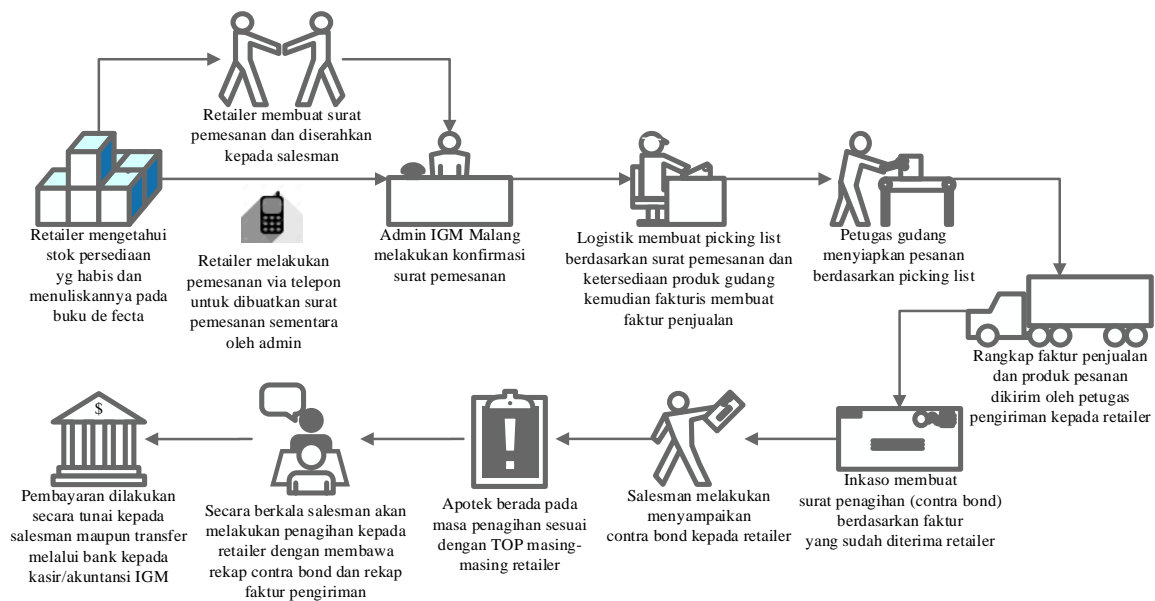 Retailer membuat surat
pemesanan dan diserahkan
kepada salesman
Retailer mengetahui
stok persediaan
yg habis dan
menuliskannya pada
buku de fecta
Retailer melakukan
pemesanan via telepon
untuk dibuatkan surat
pemesanan sementara
oleh admin
Admin IGM Malang
melakukan konfirmasi
surat pemesanan
Logistik membuat picking list
berdasarkan surat pemesanan dan
ketersediaan produk gudang
kemudian fakturis membuat
faktur penjualan
Petugas gudang
menyiapkan pesanan
berdasarkan picking list
Rangkap faktur penjualan
dan produk pesanan
dikirim oleh petugas
pengiriman kepada retailer
Inkaso membuat
surat penagihan (contra bond)
berdasarkan faktur
yang sudah diterima retailer
Salesman melakukan
menyampaikan
contra bond kepada retailer
Apotek berada pada
masa penagihan sesuai
dengan TOP masing-
masing retailer
Secara berkala salesman akan
melakukan penagihan kepada
retailer dengan membawa
rekap contra bond dan rekap
faktur pengiriman
$
Pembayaran dilakukan
secara tunai kepada
salesman maupun transfer
melalui bank kepada
kasir/akuntansi IGM